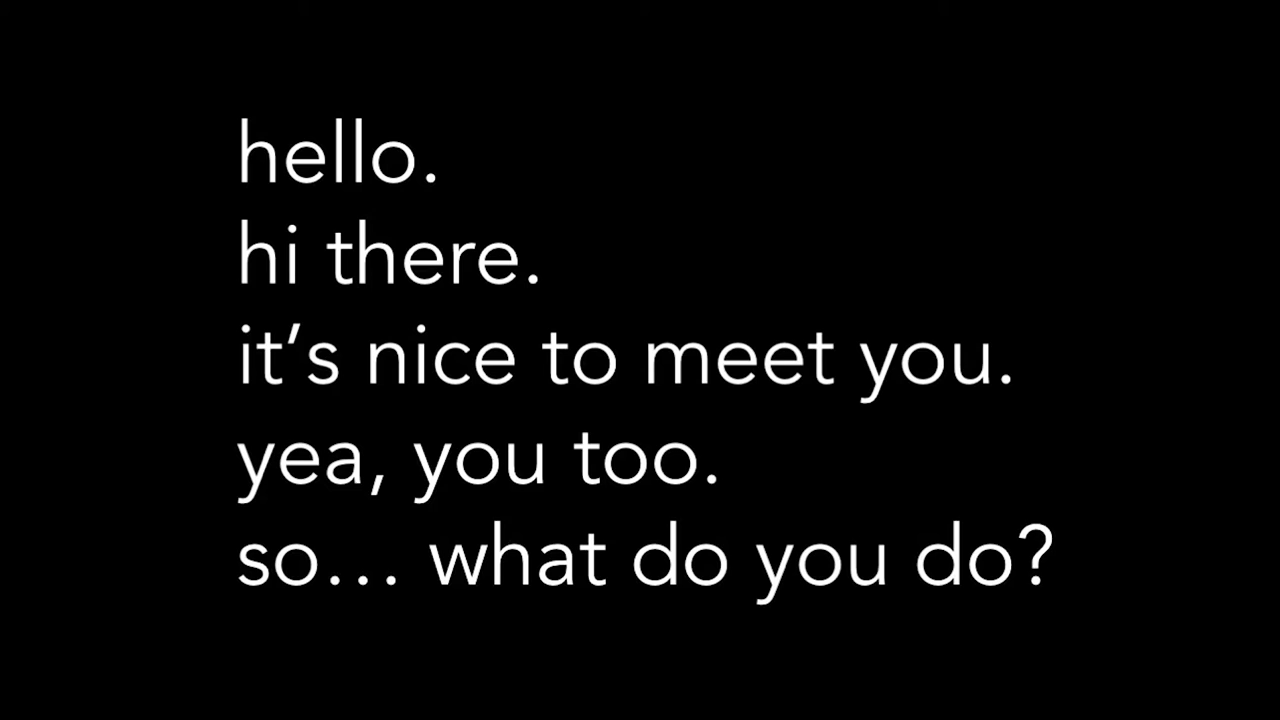 hello.
hi there.
it’s nice to meet you.
yea, you too.
so… what do you do?